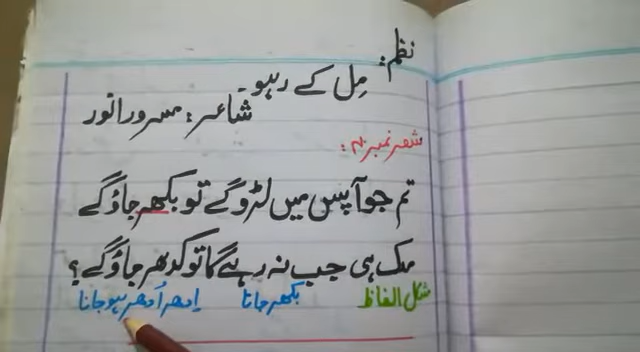 نظم:
مِل کے رہو۔
شاعر: مسرور انور
شعر نمبر ۴:
تم جو آپس میں لڑو گے تو بکھر جاؤ گے
ملک ہی جب نہ رہے گا تو کدھر جاؤ گے؟
مشکل الفاظ بکھر جانا اِدھر اُدھر ہو جانا